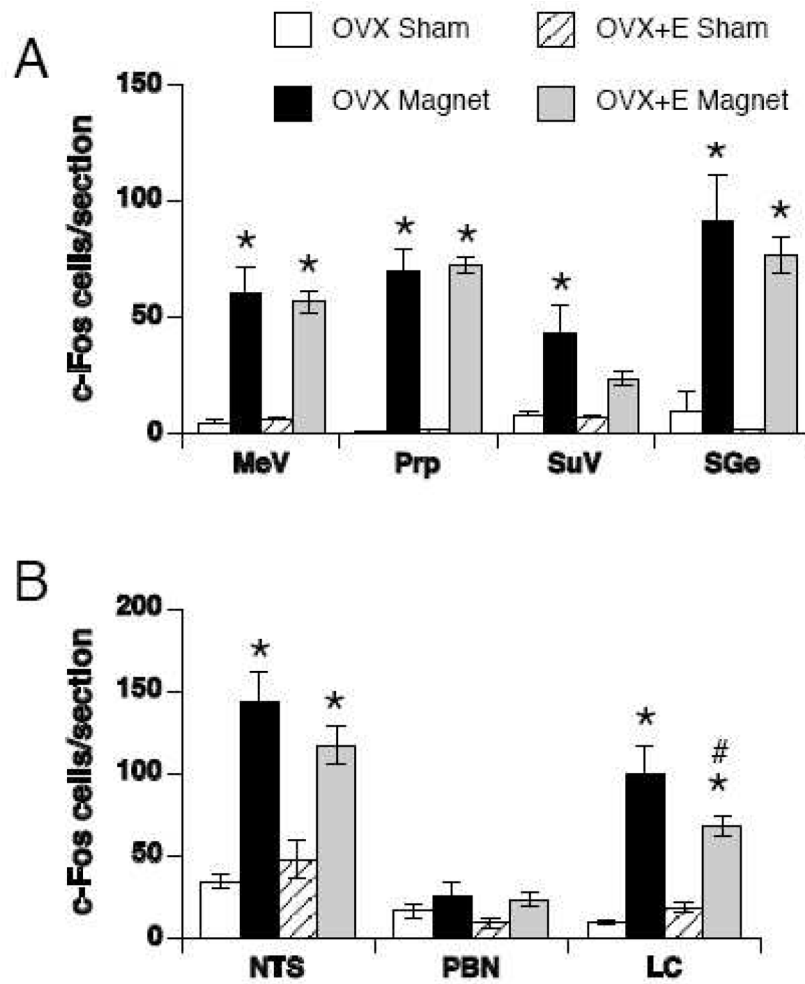 OVX Sham
OVX+E Sham
A
OVX Magnet
OVX+E Magnet
150
100
50
0
c-Fos cells/section
*
*
*
*
*
*
*
MeV
Prp
SuV
SGe
B
200
150
100
50
0
c-Fos cells/section
*
*
*
#
*
NTS
PBN
LC